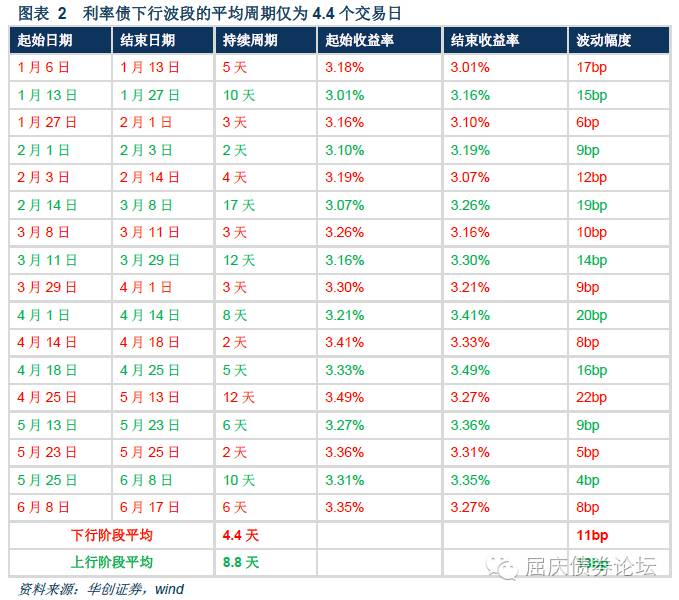 图表 2 利率债下行波段的平均周期仅为 4.4 个交易日
起始日期 结束日期 持续周期 起始收益率 结束收益率 波动幅度
1 月 6 日 1 月 13 日 5 天 3.18% 3.01% 17bp
1 月 13 日 1 月 27 日 10 天 3.01% 3.16% 15bp
1 月 27 日 2 月 1 日 3 天 3.16% 3.10% 6bp
2 月 1 日 2 月 3 日 2 天 3.10% 3.19% 9bp
2 月 3 日 2 月 14 日 4 天 3.19% 3.07% 12bp
2 月 14 日 3 月 8 日 17 天 3.07% 3.26% 19bp
3 月 8 日 3 月 11 日 3 天 3.26% 3.16% 10bp
3 月 11 日 3 月 29 日 12 天 3.16% 3.30% 14bp
3 月 29 日 4 月 1 日 3 天 3.30% 3.21% 9bp
4 月 1 日 4 月 14 日 8 天 3.21% 3.41% 20bp
4 月 14 日 4 月 18 日 2 天 3.41% 3.33% 8bp
4 月 18 日 4 月 25 日 5 天 3.33% 3.49% 16bp
4 月 25 日 5 月 13 日 12 天 3.49% 3.27% 22bp
5 月 13 日 5 月 23 日 6 天 3.27% 3.36% 9bp
5 月 23 日 5 月 25 日 2 天 3.36% 3.31% 5bp
5 月 25 日 6 月 8 日 10 天 3.31% 3.35% 4bp
6 月 8 日 6 月 17 日 6 天 3.35% 3.27% 8bp
下行阶段平均 4.4 天 11bp
上行阶段平均 8.8 天 13bp
屈庆债券论坛
资料来源：华创证券，wind